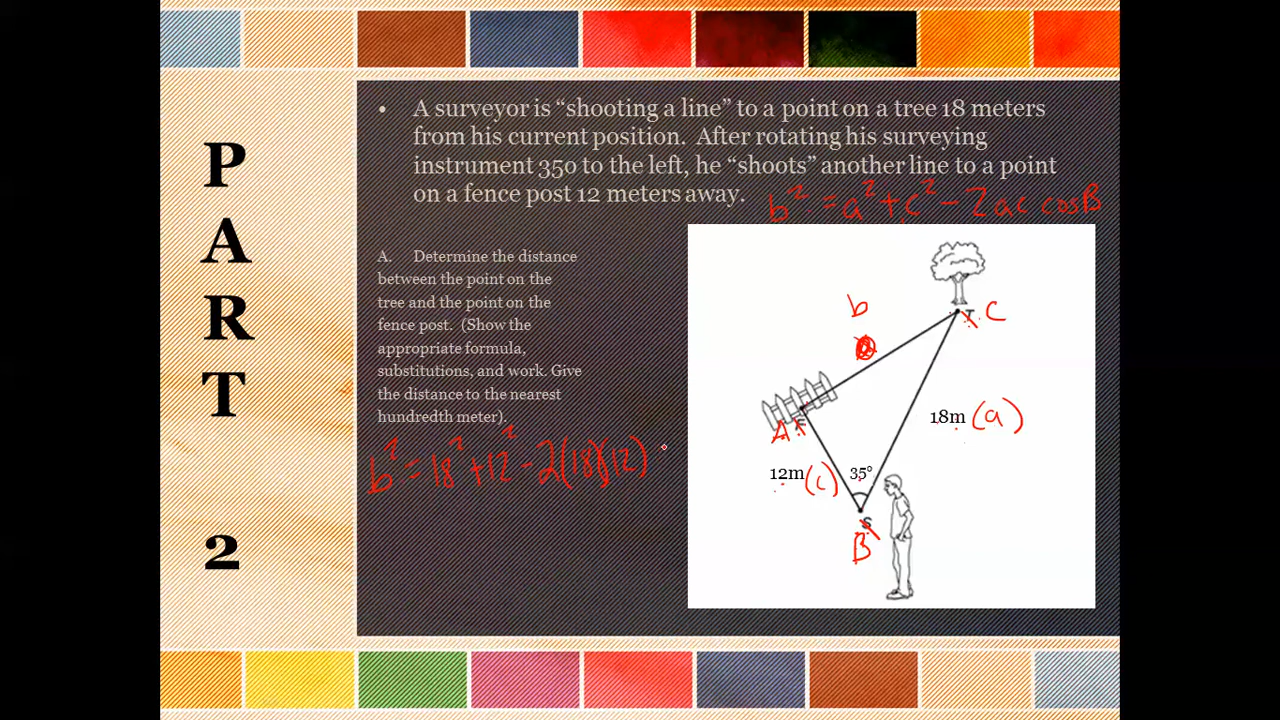 PART 2
• A surveyor is “shooting a line” to a point on a tree 18 meters
from his current position. After rotating his surveying
instrument 35o to the left, he “shoots” another line to a point
on a fence post 12 meters away.
b² = a² + c² - 2ac cosB
A. Determine the distance
between the point on the
tree and the point on the
fence post. (Show the
appropriate formula,
substitutions, and work. Give
the distance to the nearest
hundredth meter).
b² = 18² + 12² - 2(18)(12)
b
T C
18m (a)
A F
12m (c) 35°
S
B